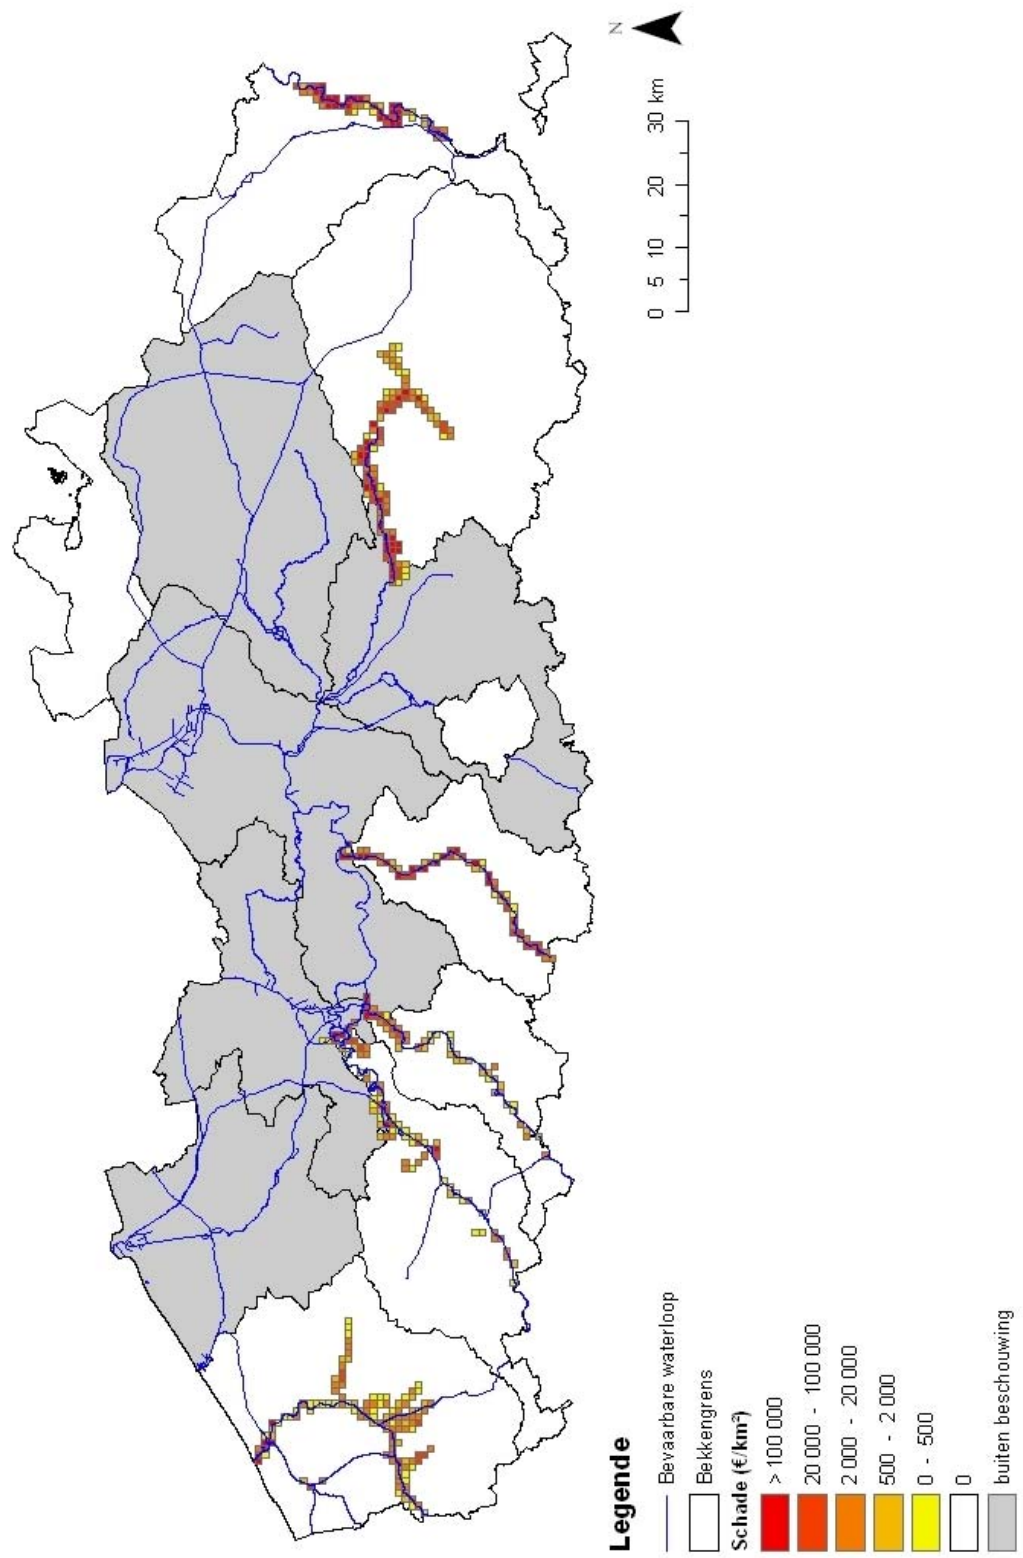 Legende
Bevaarbare waterloop
Bekkengrens
Schade (€/km²)
> 100 000
20 000 - 100 000
2 000 - 20 000
500 - 2 000
0 - 500
0
buiten beschouwing
0 5 10 20 30 km
N